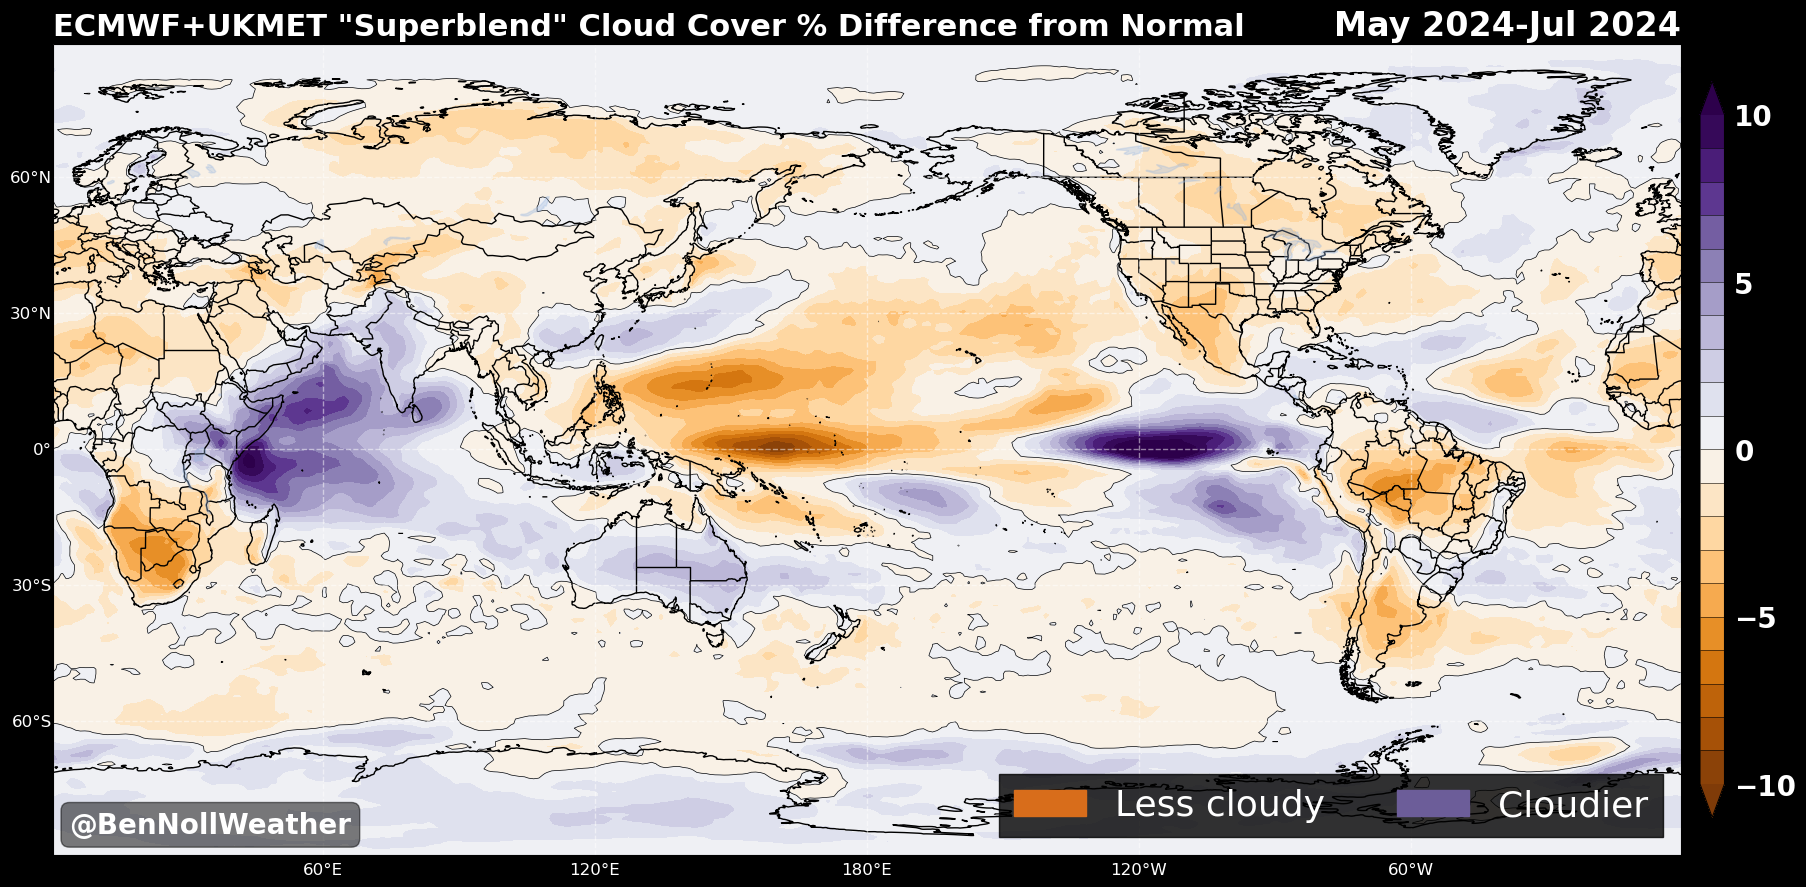 ECMWF+UKMET "Superblend" Cloud Cover % Difference from Normal
May 2024-Jul 2024
10
5
0
−5
−10
60°N
30°N
0°
30°S
60°S
60°E
120°E
180°E
120°W
60°W
Less cloudy
Cloudier
@BenNollWeather